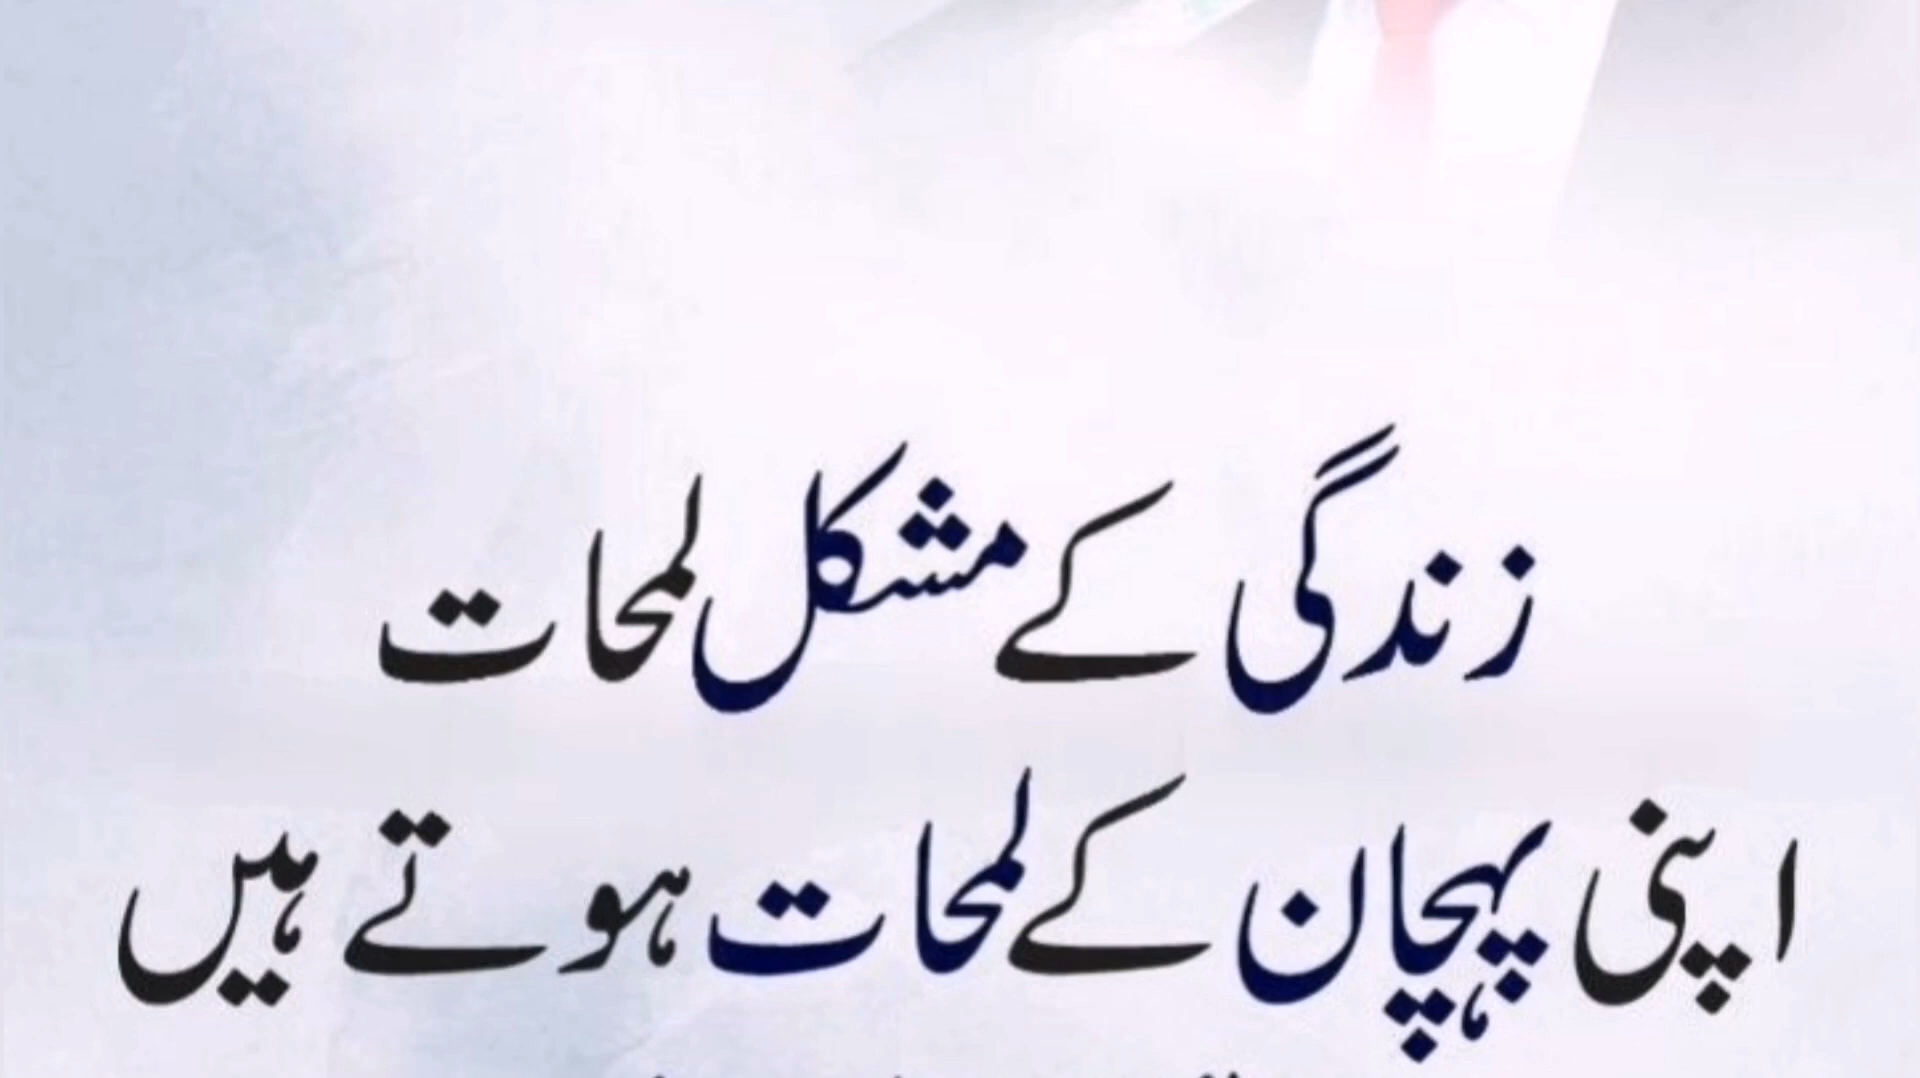 زندگی کے مشکل لمحات
اپنی پہچان کے لمحات ہوتے ہیں